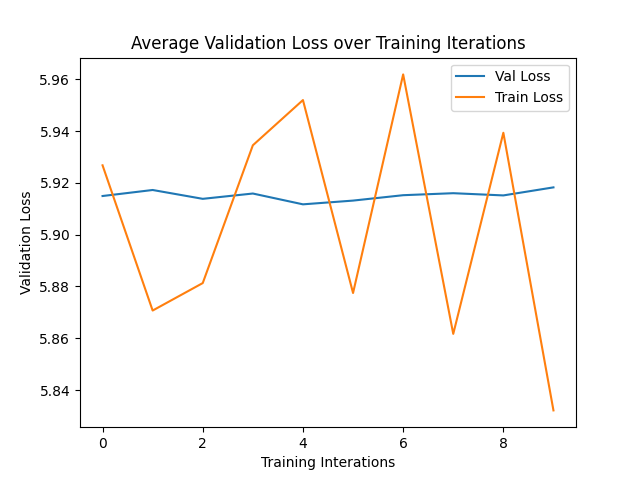 Average Validation Loss over Training Iterations
Val Loss
Train Loss
5.96
5.94
5.92
5.90
5.88
5.86
5.84
Validation Loss
0 2 4 6 8
Training Interations